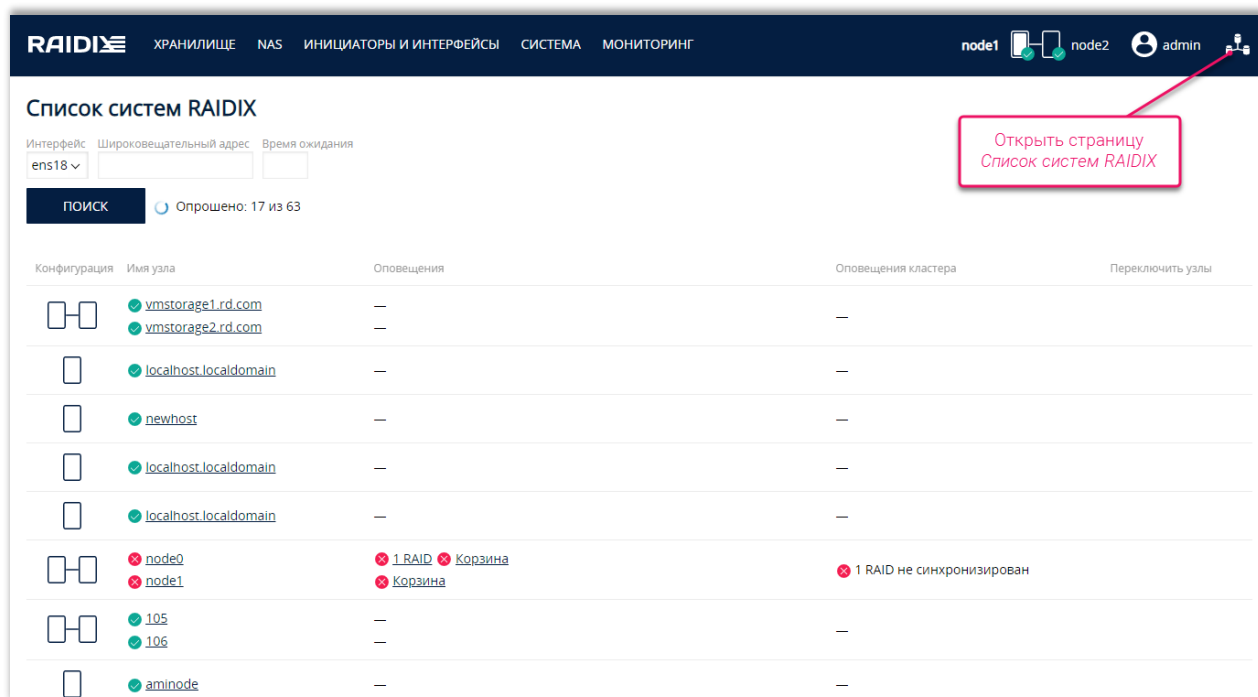 RAIDIX ХРАНИЛИЩЕ NAS ИНИЦИАТОРЫ И ИНТЕРФЕЙСЫ СИСТЕМА МОНИТОРИНГ node1 node2 admin
Список систем RAIDIX
Открыть страницу
Список систем RAIDIX
Интерфейс Широковещательный адрес Время ожидания
ens18
ПОИСК Опрошено: 17 из 63
Конфигурация Имя узла Оповещения Оповещения кластера Переключить узлы
vmstorage1.rd.com —
vmstorage2.rd.com —
—
localhost.localdomain — —
newhost — —
localhost.localdomain — —
localhost.localdomain — —
node0 1 RAID Корзина
node1 Корзина
1 RAID не синхронизирован
105 —
106 —
—
aminode — —